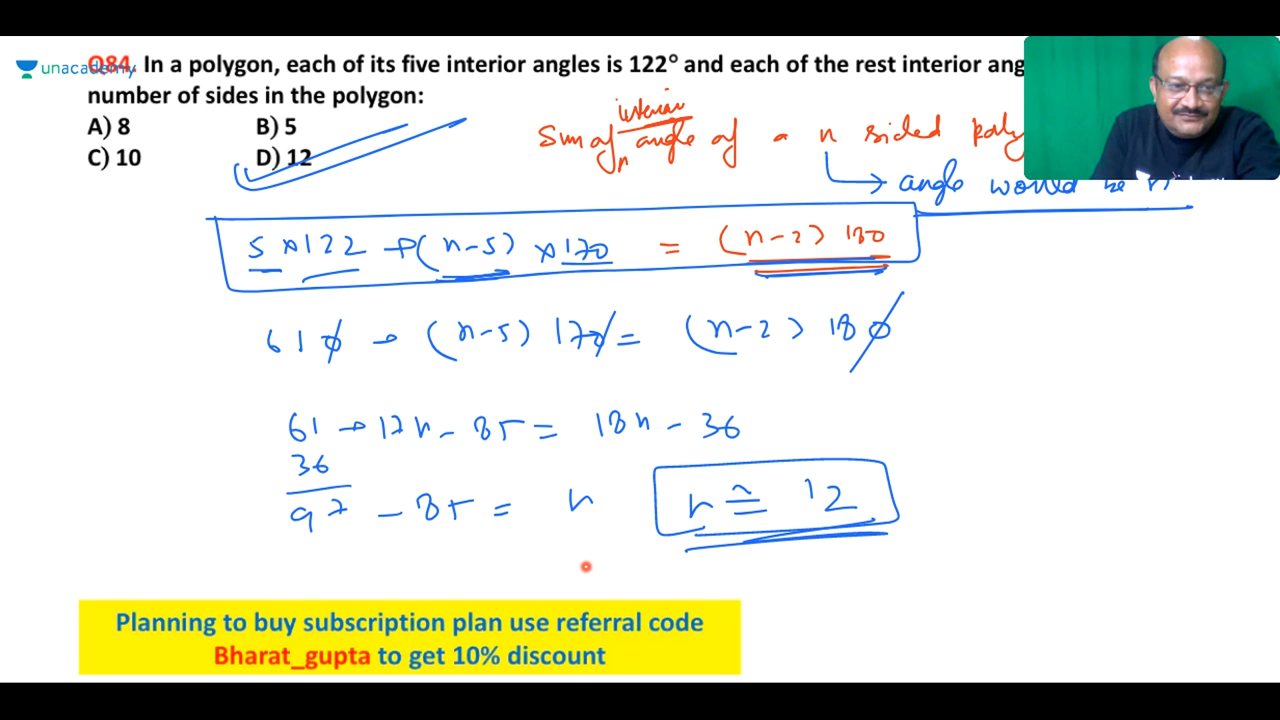 Q84. In a polygon, each of its five interior angles is 122° and each of the rest interior ang
unacademy
number of sides in the polygon:
A) 8 B) 5
C) 10 D) 12
interior
Sum of angle of a n sided poly
n
angle would be n
5 × 122 + (n-5) × 170 = (n-2) 180
610 + (n-5) 170 = (n-2) 180
61 + 17n - 85 = 18n - 36
36
97 - 85 = n
n = 12
Planning to buy subscription plan use referral code
Bharat_gupta to get 10% discount